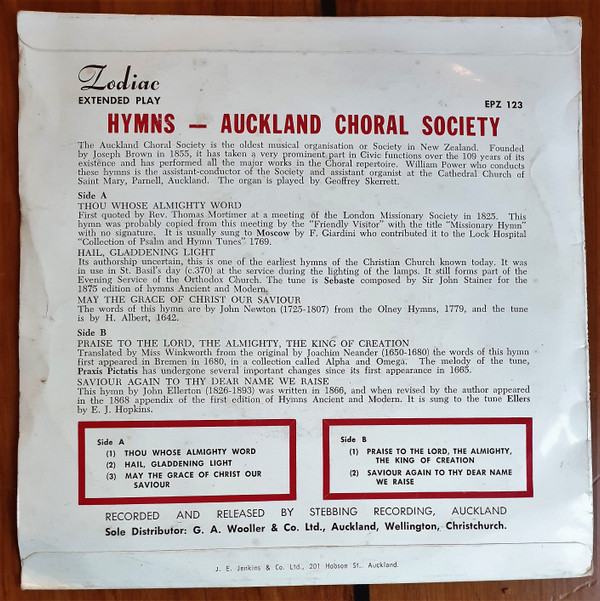 Zodiac
EXTENDED PLAY
EPZ 123
HYMNS — AUCKLAND CHORAL SOCIETY
The Auckland Choral Society is the oldest musical organisation or Society in New Zealand. Founded
by Joseph Brown in 1855, it has taken a very prominent part in Civic functions over the 109 years of its
existence and has performed all the major works in the Choral repertoire. William Power who conducts
these hymns is the assistant-conductor of the Society and assistant organist at the Cathedral Church of
Saint Mary, Parnell, Auckland. The organ is played by Geoffrey Skerrett.
Side A
THOU WHOSE ALMIGHTY WORD
First quoted by Rev. Thomas Mortimer at a meeting of the London Missionary Society in 1825. This
hymn was probably copied from this meeting by the "Friendly Visitor" with the title "Missionary Hymn"
with no signature. It is usually sung to Moscow by F. Giardini who contributed it to the Lock Hospital
"Collection of Psalm and Hymn Tunes" 1769.
HAIL, GLADDENING LIGHT
Its authorship uncertain, this is one of the earliest hymns of the Christian Church known today. It was
in use in St. Basil's day (c.370) at the service during the lighting of the lamps. It still forms part of the
Evening Service of the Orthodox Church. The tune is Sebaste composed by Sir John Stainer for the
1875 edition of hymns Ancient and Modern.
MAY THE GRACE OF CHRIST OUR SAVIOUR
The words of this hymn are by John Newton (1725-1807) from the Olney Hymns, 1779, and the tune
is by H. Albert, 1642.
Side B
PRAISE TO THE LORD, THE ALMIGHTY, THE KING OF CREATION
Translated by Miss Winkworth from the original by Joachin Neander (1650-1680) the words of this hymn
first appeared in Bremen in 1680, in a collection called Alpha and Omega. The melody of the tune,
Praxis Pictatis has undergone several important changes since its first appearance in 1665.
SAVIOUR AGAIN TO THY DEAR NAME WE RAISE
This hymn by John Ellerton (1826-1893) was written in 1866, and when revised by the author appeared
in the 1868 appendix of the first edition of Hymns Ancient and Modern. It is sung to the tune Ellers
by E. J. Hopkins.
Side A
(1) THOU WHOSE ALMIGHTY WORD
(2) HAIL, GLADDENING LIGHT
(3) MAY THE GRACE OF CHRIST OUR
SAVIOUR
Side B
(1) PRAISE TO THE LORD, THE ALMIGHTY,
THE KING OF CREATION
(2) SAVIOUR AGAIN TO THY DEAR NAME
WE RAISE
RECORDED AND RELEASED BY STEBBING RECORDING, AUCKLAND
Sole Distributor: G. A. Wooller & Co. Ltd., Auckland, Wellington, Christchurch.
J. E. Jenkins & Co. Ltd., 201 Hobson St., Auckland.